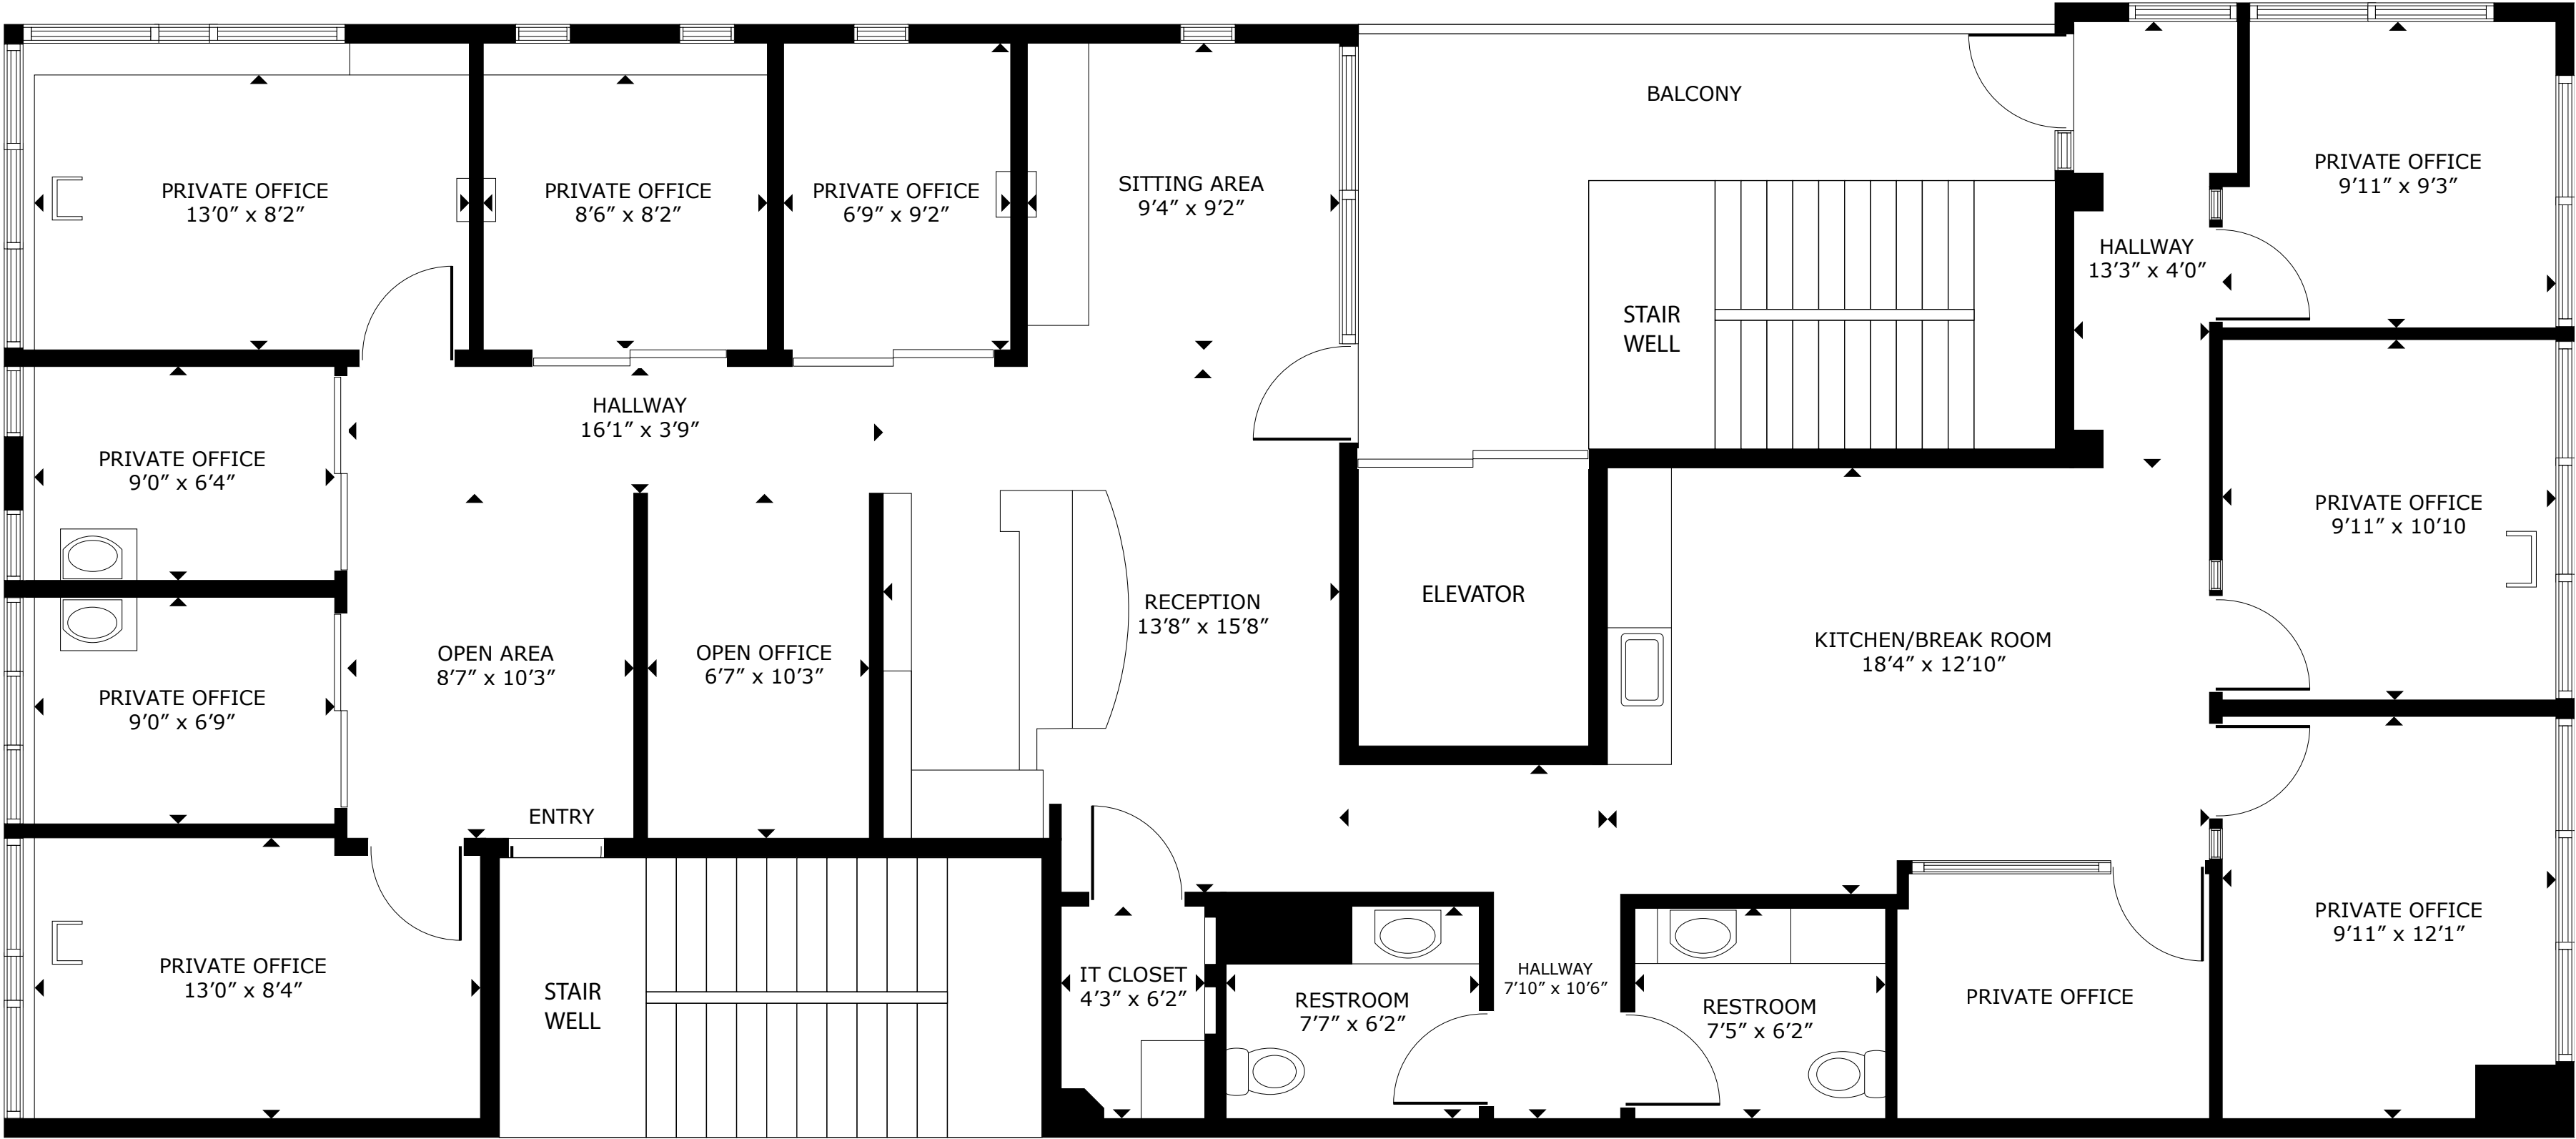 BALCONY
PRIVATE OFFICE
9’11” x 9’3”
PRIVATE OFFICE
13’0” x 8’2”
PRIVATE OFFICE
8’6” x 8’2”
PRIVATE OFFICE
6’9” x 9’2”
SITTING AREA
9’4” x 9’2”
HALLWAY
13’3” x 4’0”
STAIR
WELL
HALLWAY
16’1” x 3’9”
PRIVATE OFFICE
9’0” x 6’4”
PRIVATE OFFICE
9’11” x 10’10
ELEVATOR
RECEPTION
13’8” x 15’8”
KITCHEN/BREAK ROOM
18’4” x 12’10”
OPEN AREA
8’7” x 10’3”
OPEN OFFICE
6’7” x 10’3”
PRIVATE OFFICE
9’0” x 6’9”
ENTRY
PRIVATE OFFICE
9’11” x 12’1”
PRIVATE OFFICE
13’0” x 8’4”
STAIR
WELL
IT CLOSET
4’3” x 6’2”
RESTROOM
7’7” x 6’2”
HALLWAY
7’10” x 10’6”
RESTROOM
7’5” x 6’2”
PRIVATE OFFICE